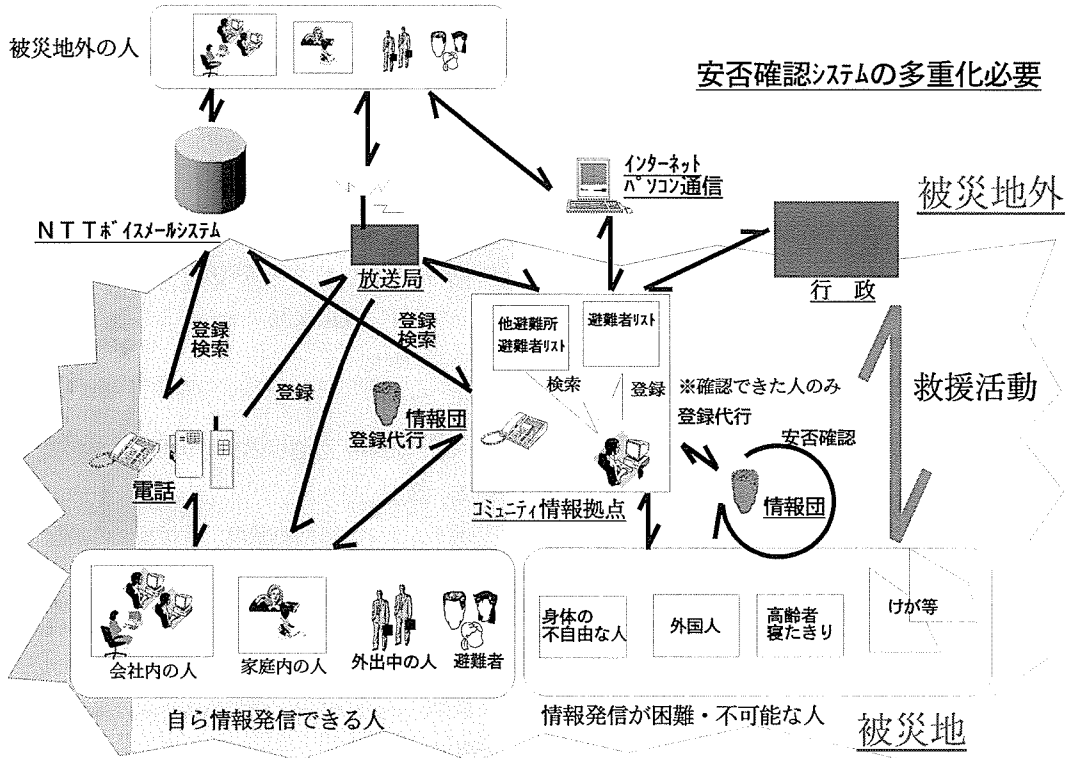 被災地外の人
安否確認システムの多重化必要
インターネット
パソコン通信
被災地外
NTTボイスメールシステム
放送局
行　政
登録
検索
登録
検索
他避難所
避難者リスト
避難者リスト
検索
登録
※確認できた人のみ
登録代行
救援活動
登録
情報団
登録代行
安否確認
情報団
電話
コミュニティ情報拠点
会社内の人
家庭内の人
外出中の人
避難者
身体の
不自由な人
外国人
高齢者
寝たきり
けが等
自ら情報発信できる人
情報発信が困難・不可能な人
被災地